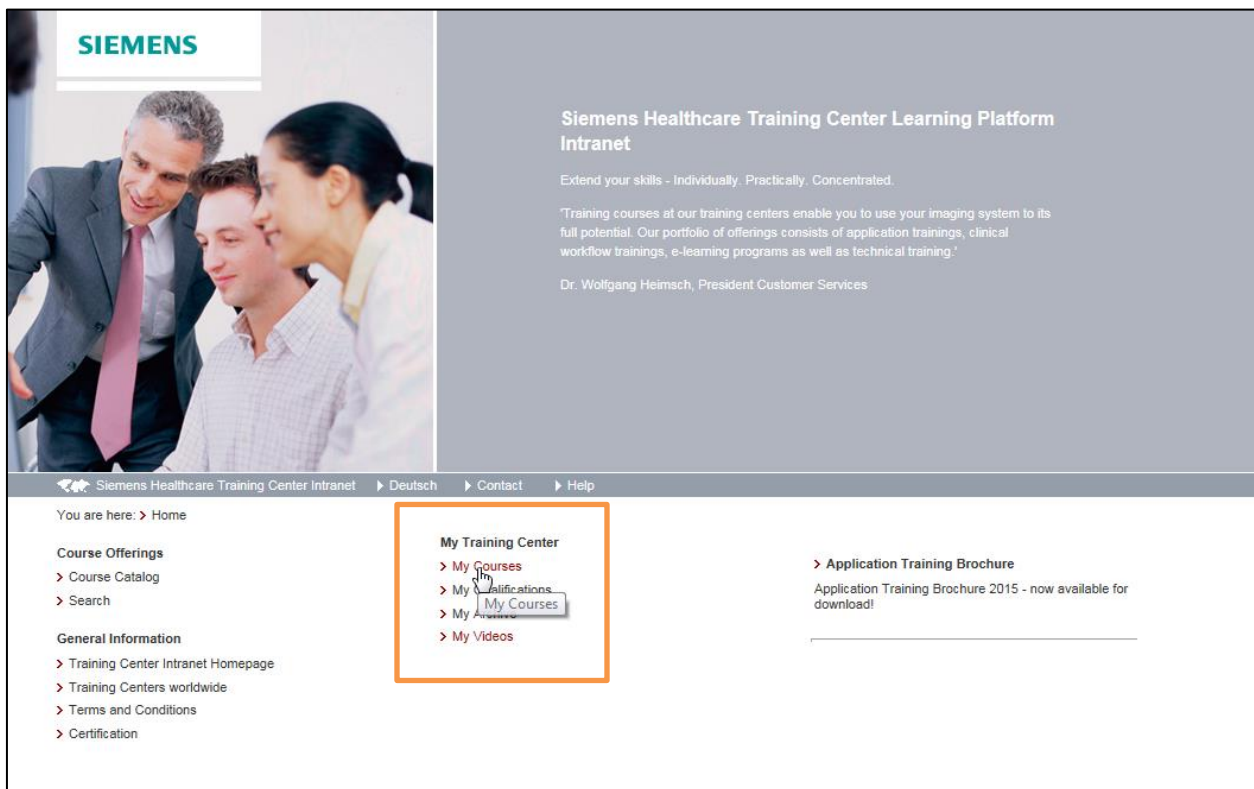 SIEMENS
Siemens Healthcare Training Center Learning Platform
Intranet
Extend your skills - Individually. Practically. Concentrated.
'Training courses at our training centers enable you to use your imaging system to its
full potential. Our portfolio of offerings consists of application trainings, clinical
workflow trainings, e-learning programs as well as technical training.'
Dr. Wolfgang Heimsch, President Customer Services
Siemens Healthcare Training Center Intranet Deutsch Contact Help
You are here: Home
Course Offerings
Course Catalog
Search
General Information
Training Center Intranet Homepage
Training Centers worldwide
Terms and Conditions
Certification
My Training Center
My Courses
My Qualifications
My Courses
My Archive
My Videos
Application Training Brochure
Application Training Brochure 2015 - now available for
download!